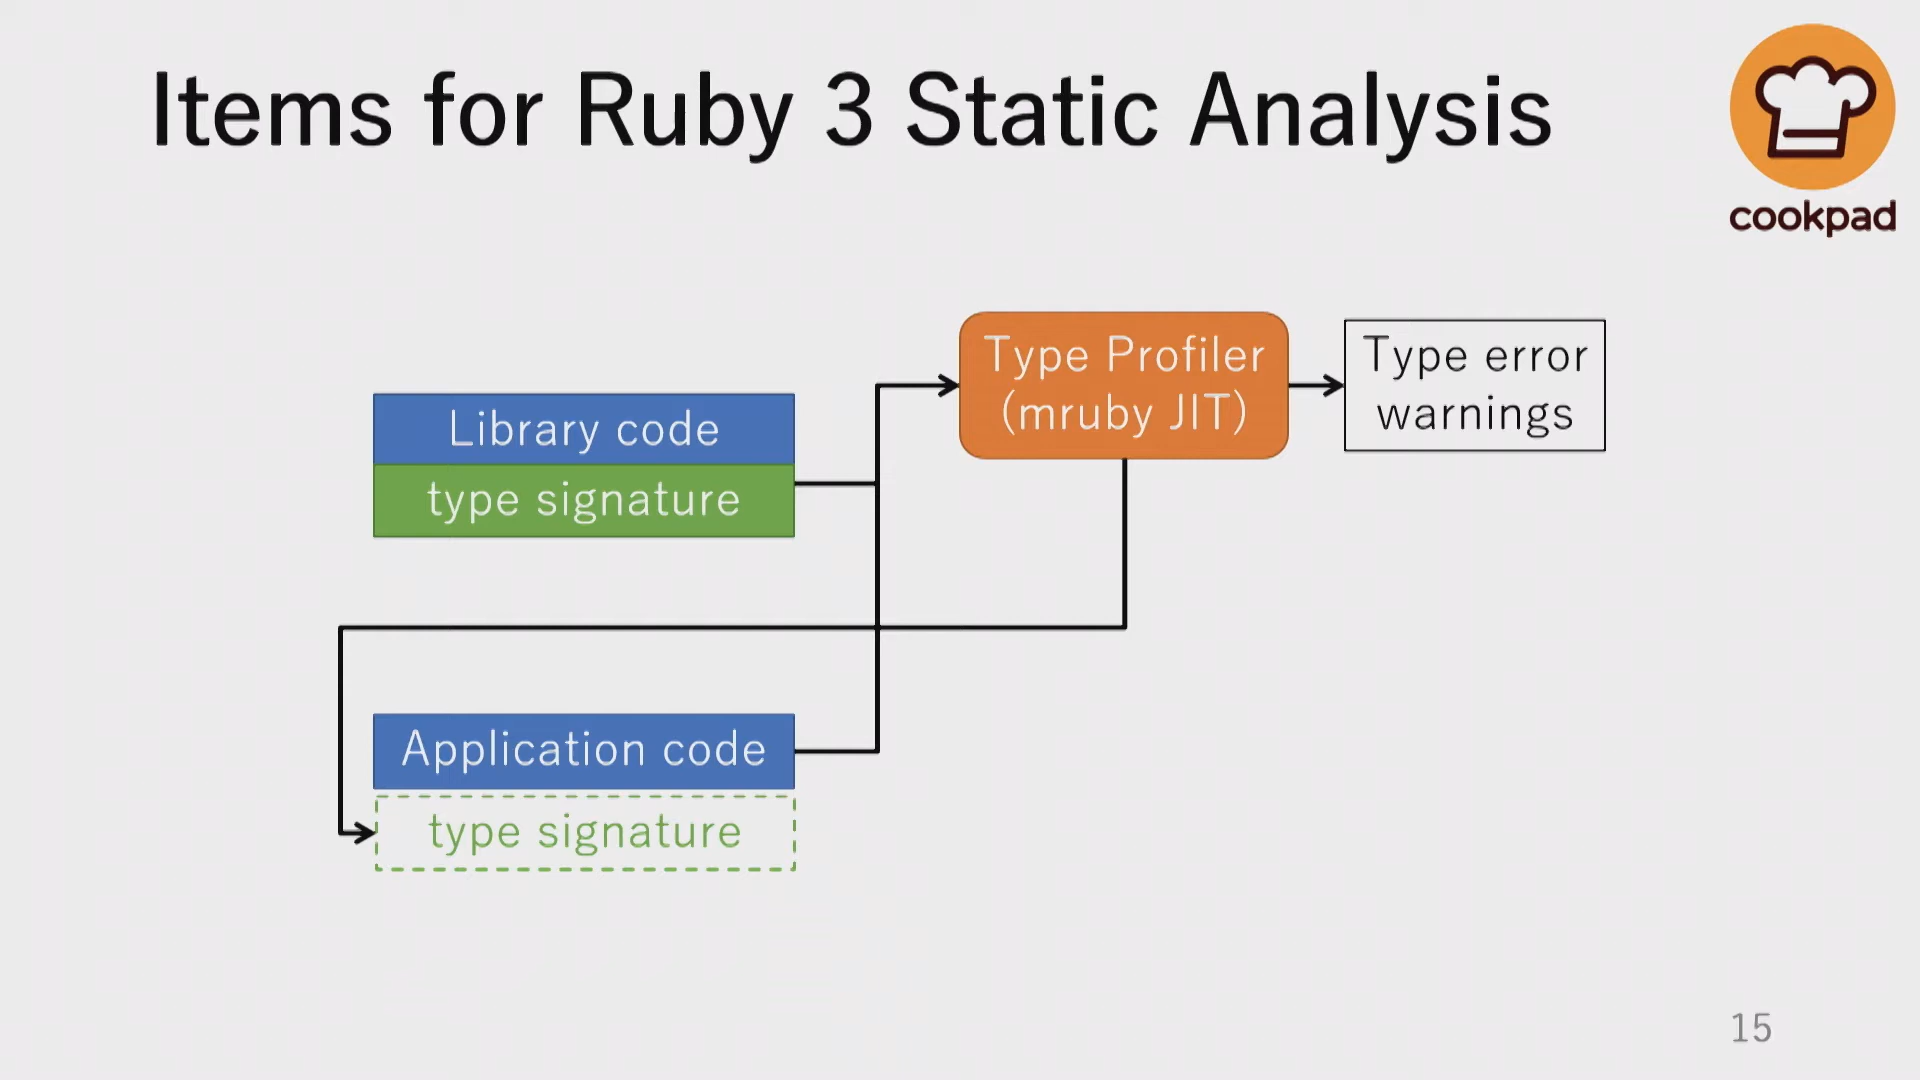 Items for Ruby 3 Static Analysis
cookpad
Type Profiler
(mruby JIT)
Type error
warnings
Library code
type signature
Application code
type signature
15